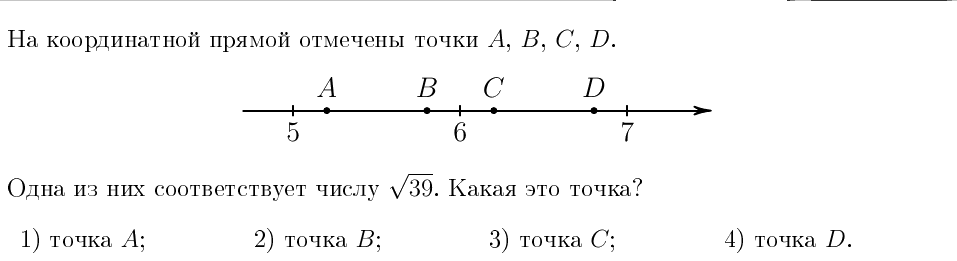 На координатной прямой отмечены точки A, B, C, D.
A B C D
5 6 7
Одна из них соответствует числу √39. Какая это точка?
1) точка A; 2) точка B; 3) точка C; 4) точка D.